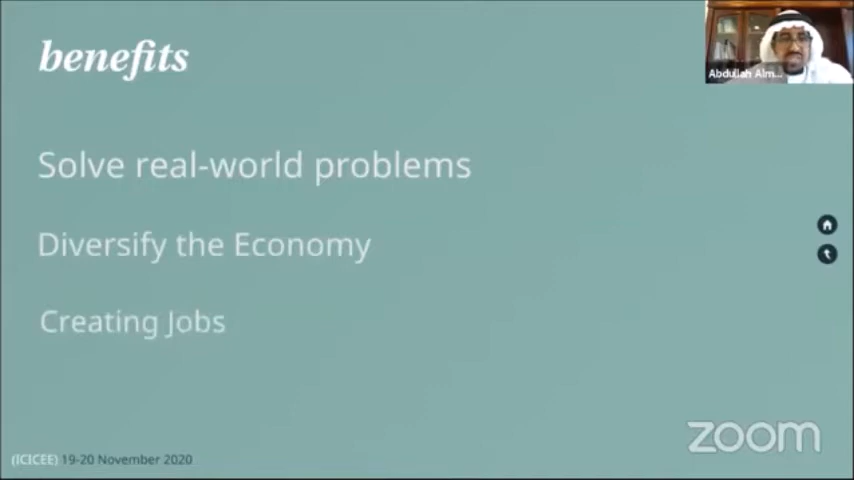 benefits
Abdullah Alm...
Solve real-world problems
Diversify the Economy
Creating Jobs
zoom
(ICICEE) 19-20 November 2020